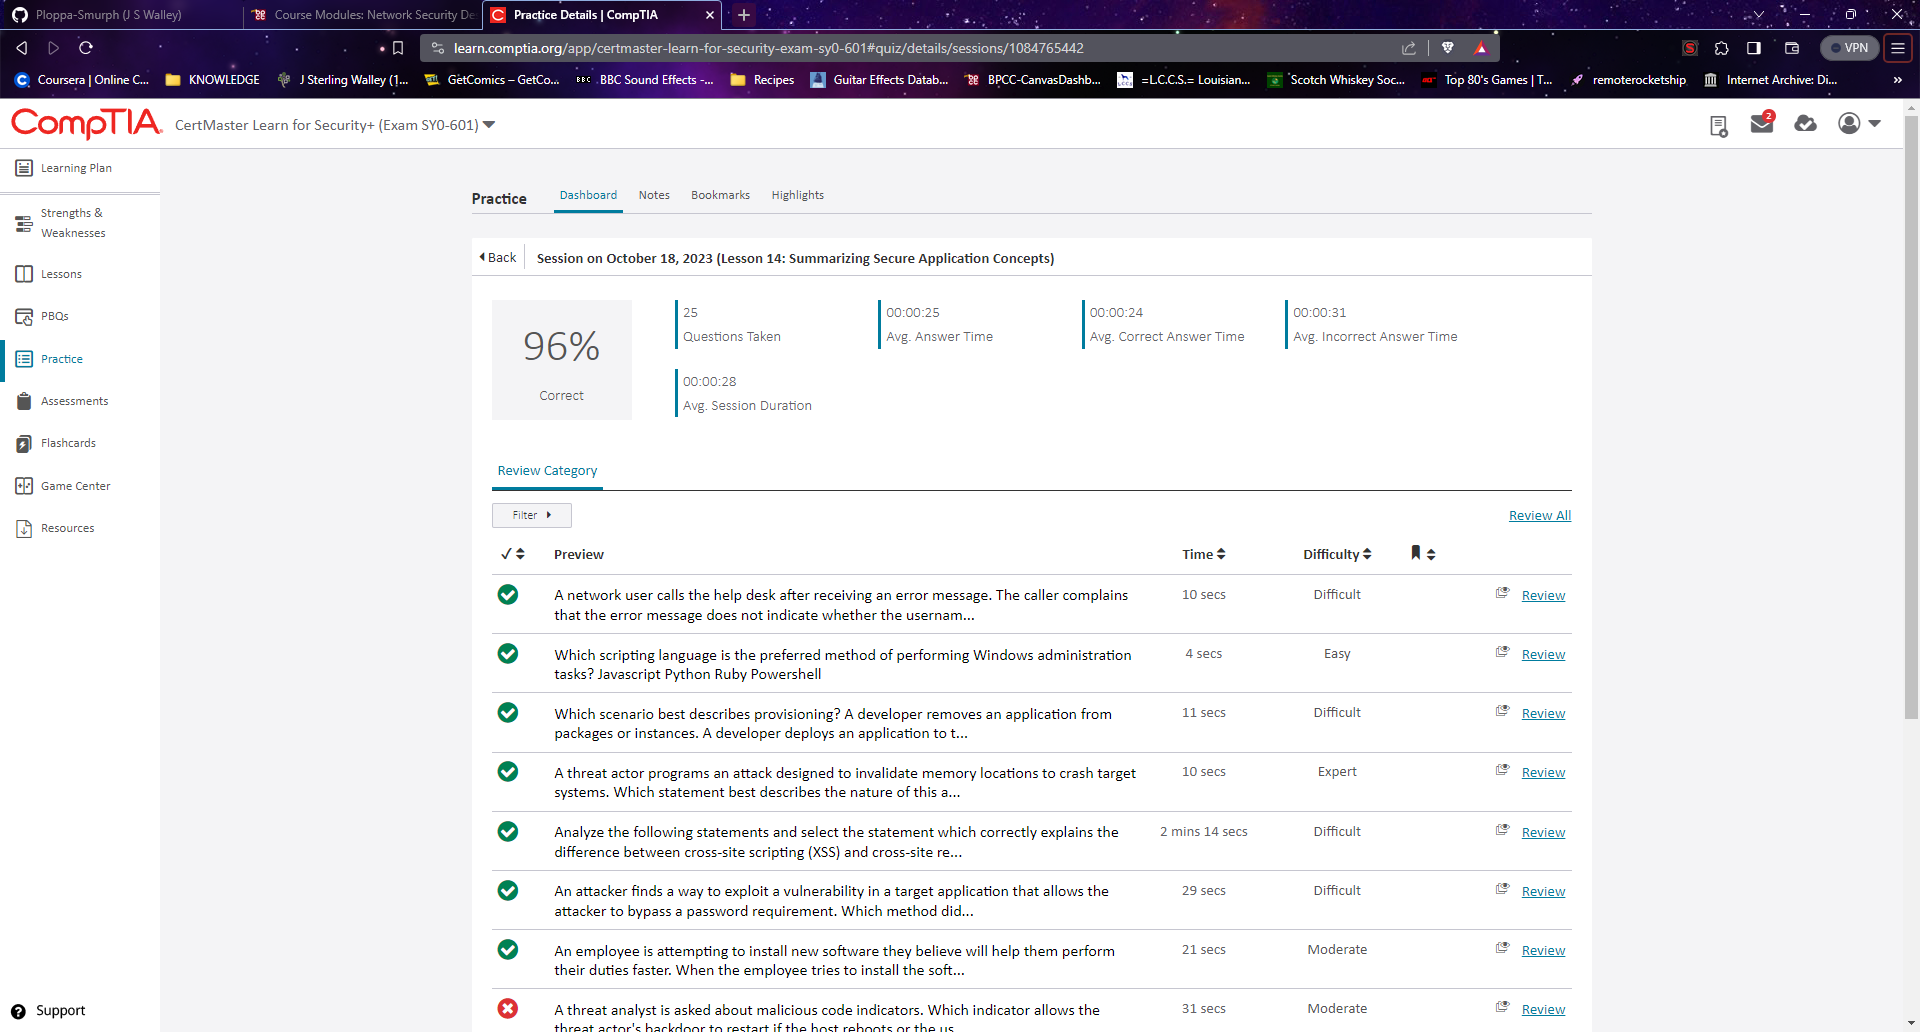 Ploppa-Smurph (J S Walley)
Course Modules: Network Security De
Practice Details | CompTIA
learn.comptia.org/app/certmaster-learn-for-security-exam-sy0-601#quiz/details/sessions/1084765442
VPN
Coursera | Online C...
KNOWLEDGE
J Sterling Walley (1...
GetComics – GetCo...
BBC
BBC Sound Effects -...
Recipes
Guitar Effects Datab...
BPCC-CanvasDashb...
=L.C.C.S.= Louisian...
Scotch Whiskey Soc...
Top 80's Games | T...
remoterocketship
Internet Archive: Di...
»
CompTIA.
CertMaster Learn for Security+ (Exam SY0-601)
2
Learning Plan
Strengths &
Weaknesses
Lessons
PBQs
Practice
Assessments
Flashcards
Game Center
Resources
Support
Practice
Dashboard
Notes
Bookmarks
Highlights
Back
Session on October 18, 2023 (Lesson 14: Summarizing Secure Application Concepts)
96%
Correct
25
Questions Taken
00:00:25
Avg. Answer Time
00:00:24
Avg. Correct Answer Time
00:00:31
Avg. Incorrect Answer Time
00:00:28
Avg. Session Duration
Review Category
Filter
Review All
Preview
Time
Difficulty
A network user calls the help desk after receiving an error message. The caller complains
that the error message does not indicate whether the usernam...
10 secs
Difficult
Review
Which scripting language is the preferred method of performing Windows administration
tasks? Javascript Python Ruby Powershell
4 secs
Easy
Review
Which scenario best describes provisioning? A developer removes an application from
packages or instances. A developer deploys an application to t...
11 secs
Difficult
Review
A threat actor programs an attack designed to invalidate memory locations to crash target
systems. Which statement best describes the nature of this a...
10 secs
Expert
Review
Analyze the following statements and select the statement which correctly explains the
difference between cross-site scripting (XSS) and cross-site re...
2 mins 14 secs
Difficult
Review
An attacker finds a way to exploit a vulnerability in a target application that allows the
attacker to bypass a password requirement. Which method did...
29 secs
Difficult
Review
An employee is attempting to install new software they believe will help them perform
their duties faster. When the employee tries to install the soft...
21 secs
Moderate
Review
A threat analyst is asked about malicious code indicators. Which indicator allows the
threat actor's backdoor to restart if the host reboots or the us...
31 secs
Moderate
Review